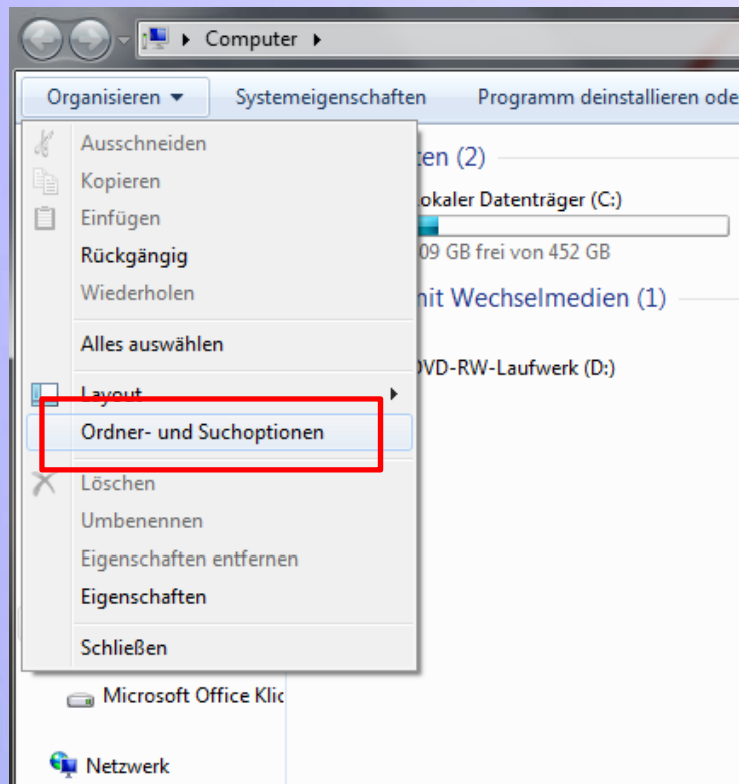 Computer
Organisieren
Systemeigenschaften
Programm deinstallieren ode
Ausschneiden
Kopieren
Einfügen
Rückgängig
Wiederholen
Alles auswählen
Layout
Ordner- und Suchoptionen
Löschen
Umbenennen
Eigenschaften entfernen
Eigenschaften
Schließen
ten (2)
okaler Datenträger (C:)
09 GB frei von 452 GB
mit Wechselmedien (1)
DVD-RW-Laufwerk (D:)
Microsoft Office Klic
Netzwerk